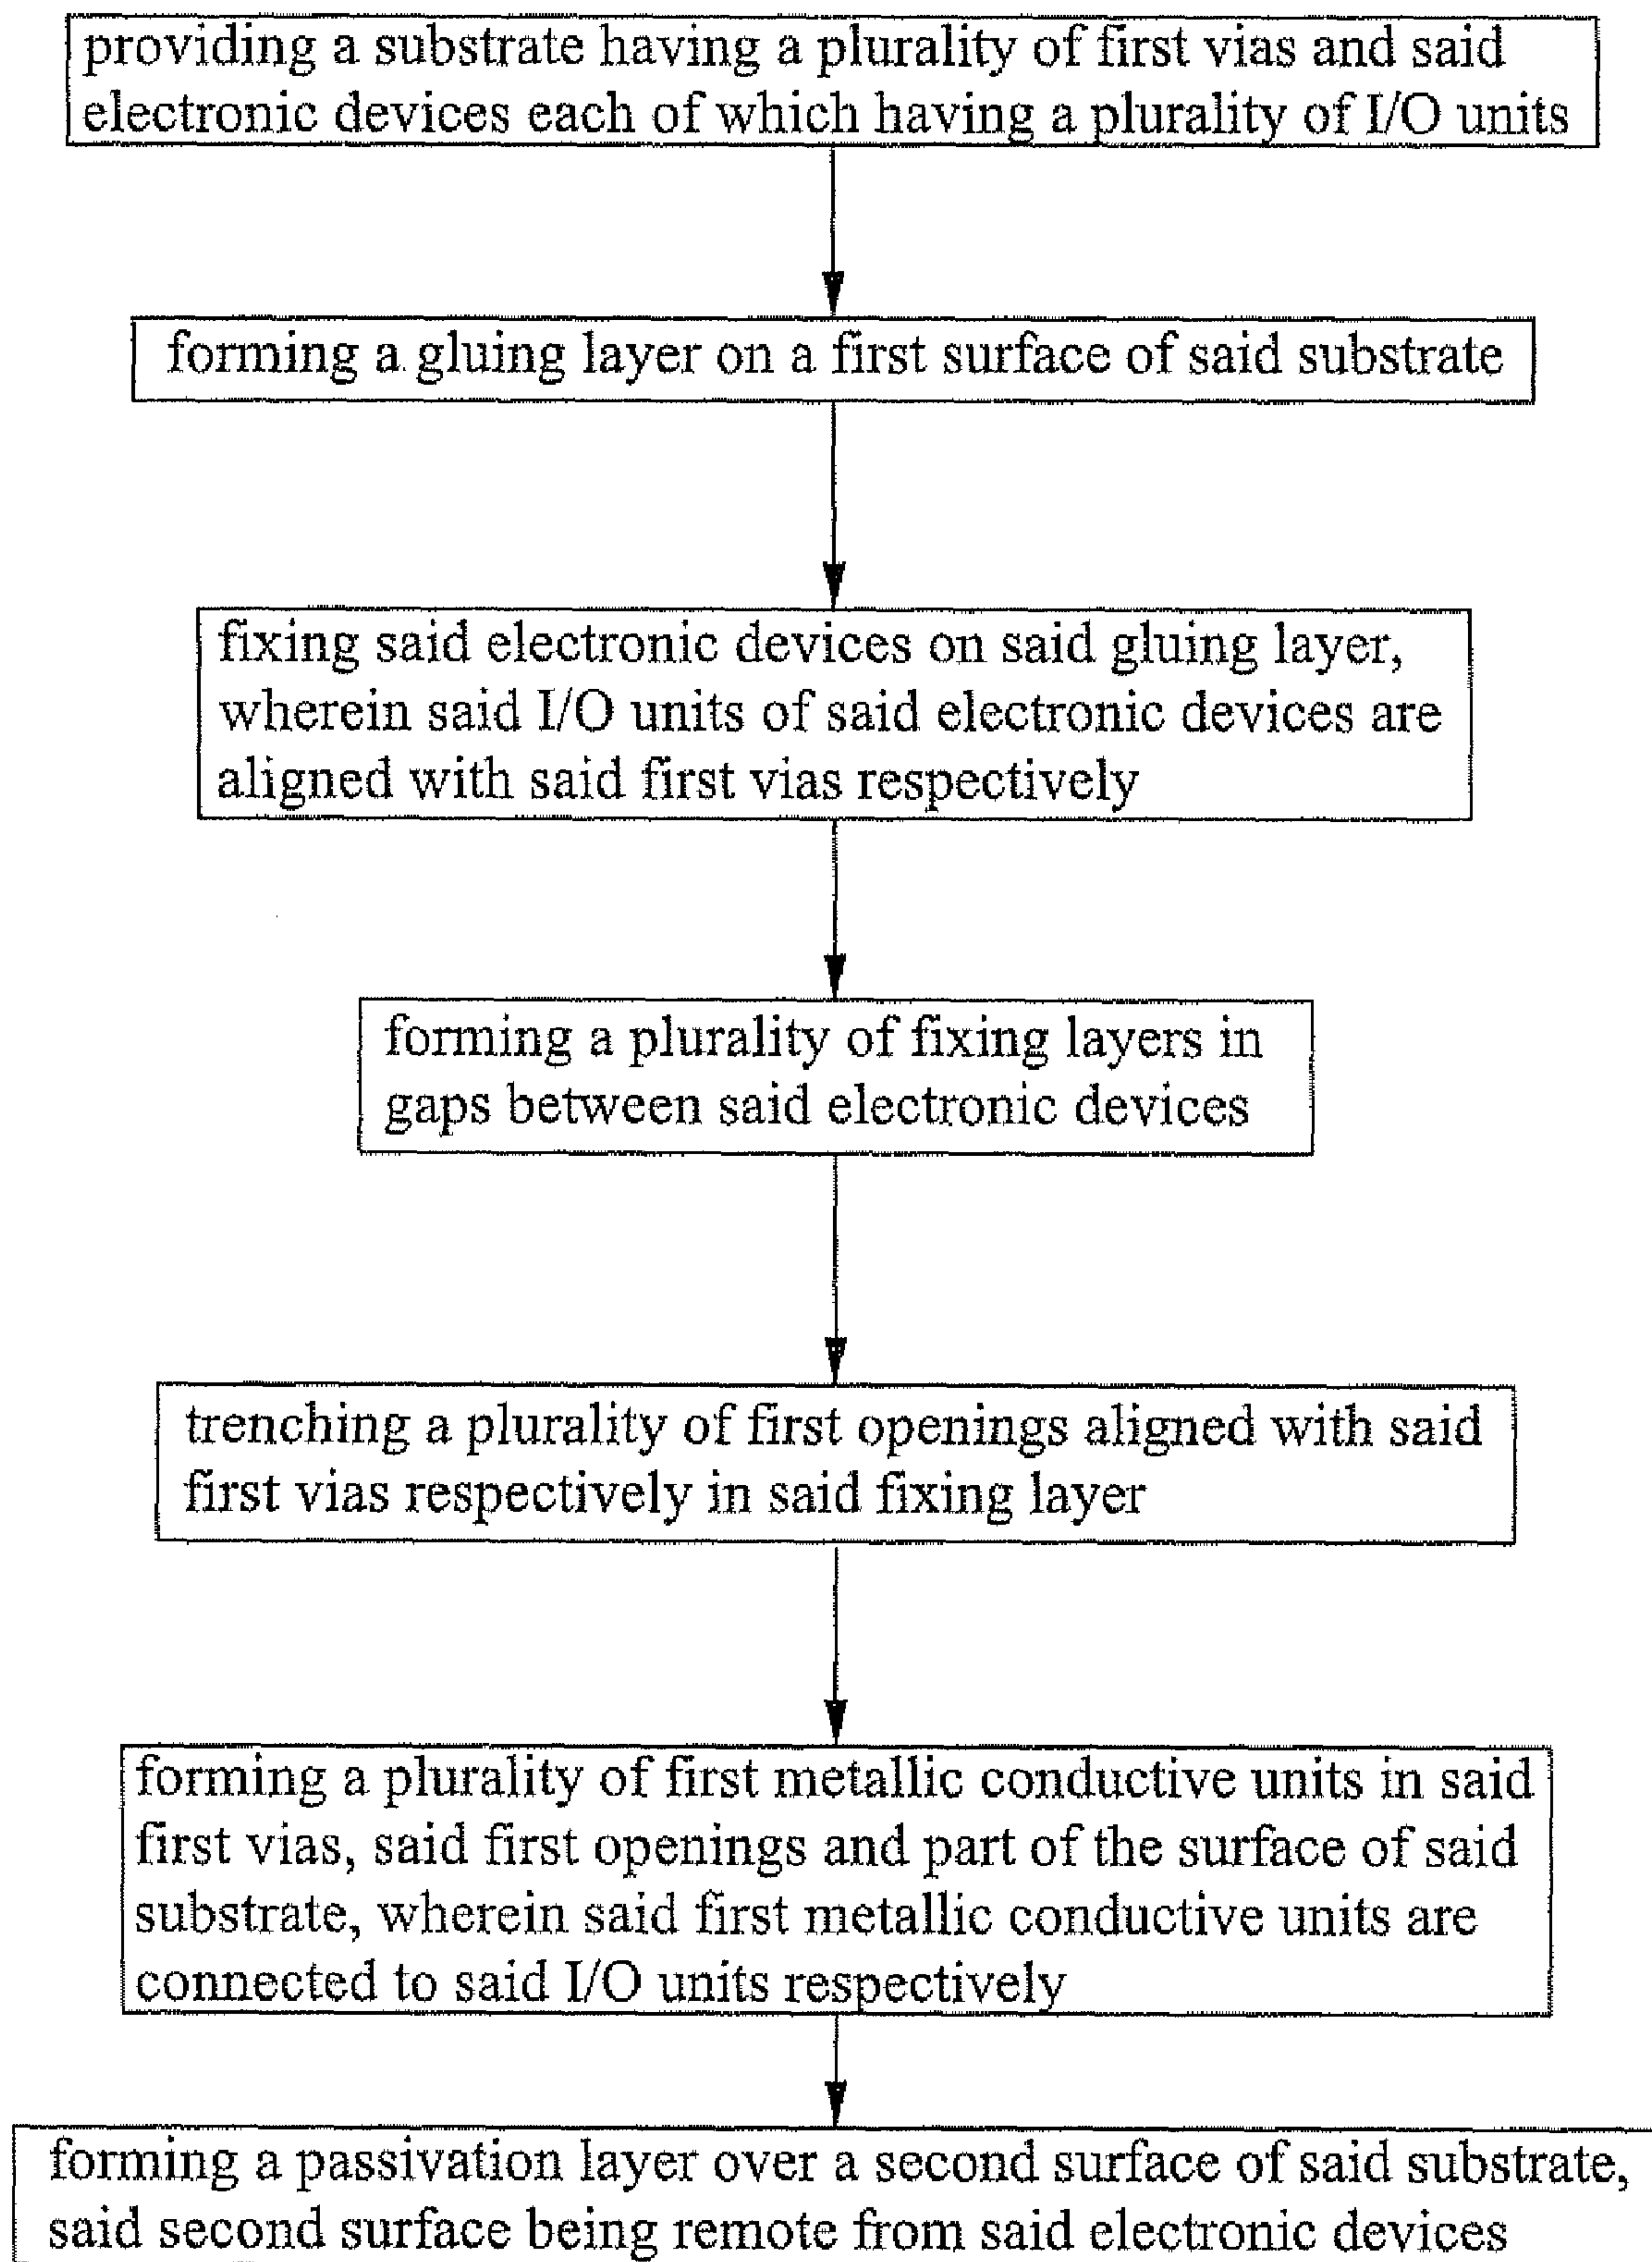 providing a substrate having a plurality of first vias and said
electronic devices each of which having a plurality of I/O units
forming a gluing layer on a first surface of said substrate
fixing said electronic devices on said gluing layer,
wherein said I/O units of said electronic devices are
aligned with said first vias respectively
forming a plurality of fixing layers in
gaps between said electronic devices
trenching a plurality of first openings aligned with said
first vias respectively in said fixing layer
forming a plurality of first metallic conductive units in said
first vias, said first openings and part of the surface of said
substrate, wherein said first metallic conductive units are
connected to said I/O units respectively
forming a passivation layer over a second surface of said substrate,
said second surface being remote from said electronic devices